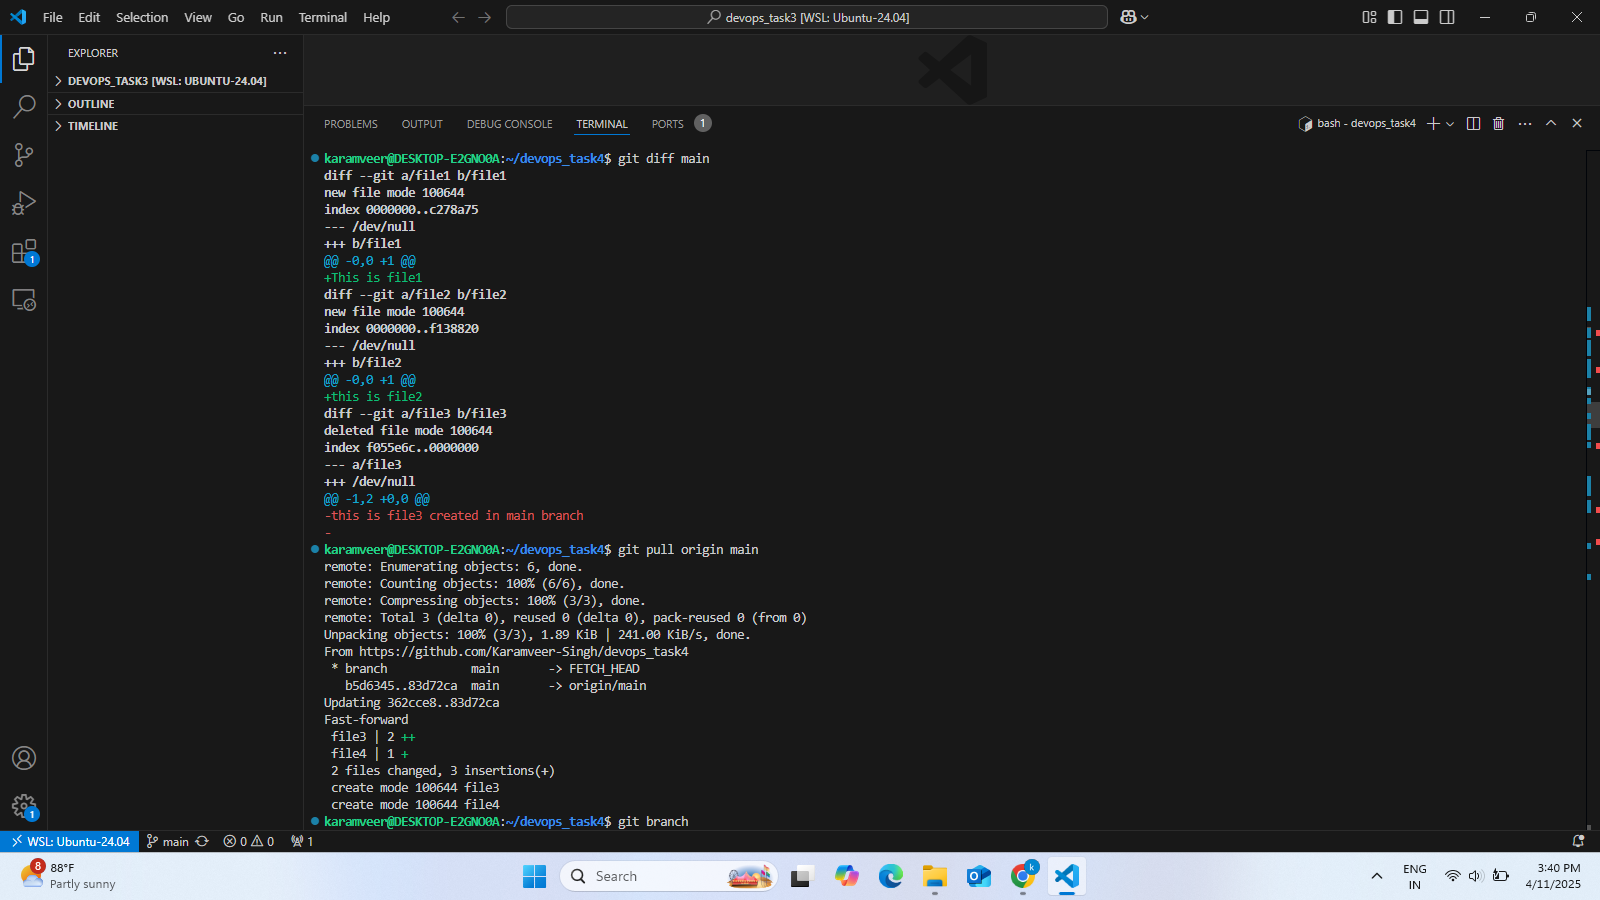 File Edit Selection View Go Run Terminal Help
devops_task3 [WSL: Ubuntu-24.04]
EXPLORER
DEVOPS_TASK3 [WSL: UBUNTU-24.04]
OUTLINE
TIMELINE
PROBLEMS OUTPUT DEBUG CONSOLE TERMINAL PORTS 1
bash - devops_task4
karamveer@DESKTOP-E2GNO0A:~/devops_task4$ git diff main
diff --git a/file1 b/file1
new file mode 100644
index 0000000..c278a75
--- /dev/null
+++ b/file1
@@ -0,0 +1 @@
+This is file1
diff --git a/file2 b/file2
new file mode 100644
index 0000000..f138820
--- /dev/null
+++ b/file2
@@ -0,0 +1 @@
+this is file2
diff --git a/file3 b/file3
deleted file mode 100644
index f055e6c..0000000
--- a/file3
+++ /dev/null
@@ -1,2 +0,0 @@
-this is file3 created in main branch
-
karamveer@DESKTOP-E2GNO0A:~/devops_task4$ git pull origin main
remote: Enumerating objects: 6, done.
remote: Counting objects: 100% (6/6), done.
remote: Compressing objects: 100% (3/3), done.
remote: Total 3 (delta 0), reused 0 (delta 0), pack-reused 0 (from 0)
Unpacking objects: 100% (3/3), 1.89 KiB | 241.00 KiB/s, done.
From https://github.com/Karamveer-Singh/devops_task4
 * branch            main       -> FETCH_HEAD
   b5d6345..83d72ca  main       -> origin/main
Updating 362cce8..83d72ca
Fast-forward
 file3 | 2 ++
 file4 | 1 +
 2 files changed, 3 insertions(+)
 create mode 100644 file3
 create mode 100644 file4
karamveer@DESKTOP-E2GNO0A:~/devops_task4$ git branch
1
1
WSL: Ubuntu-24.04 main 0 0 1
8
88°F
Partly sunny
Search
k
ENG
IN
3:40 PM
4/11/2025